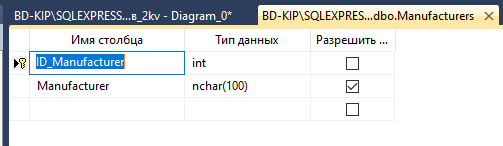 BD-KIP\SQLEXPRESS...в_2kv - Diagram_0* BD-KIP\SQLEXPRES...dbo.Manufacturers
Имя столбца Тип данных Разрешить ...
ID_Manufacturer int
Manufacturer nchar(100)